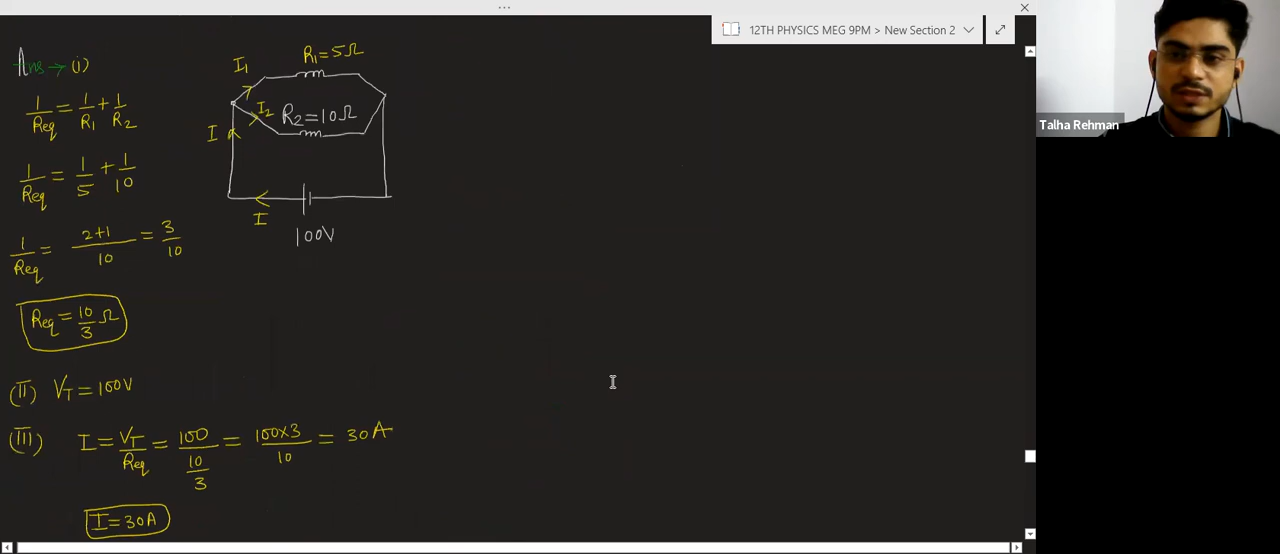 12TH PHYSICS MEG 9PM > New Section 2
Talha Rehman
Ans → (i)
1/Req = 1/R1 + 1/R2
1/Req = 1/5 + 1/10
1/Req = 2+1/10 = 3/10
Req = 10/3 Ω
I1
R1=5Ω
I2
R2=10Ω
I
I
100V
(II) VT = 100V
(III) I = VT/Req = 100/(10/3) = 100×3/10 = 30A
I = 30A